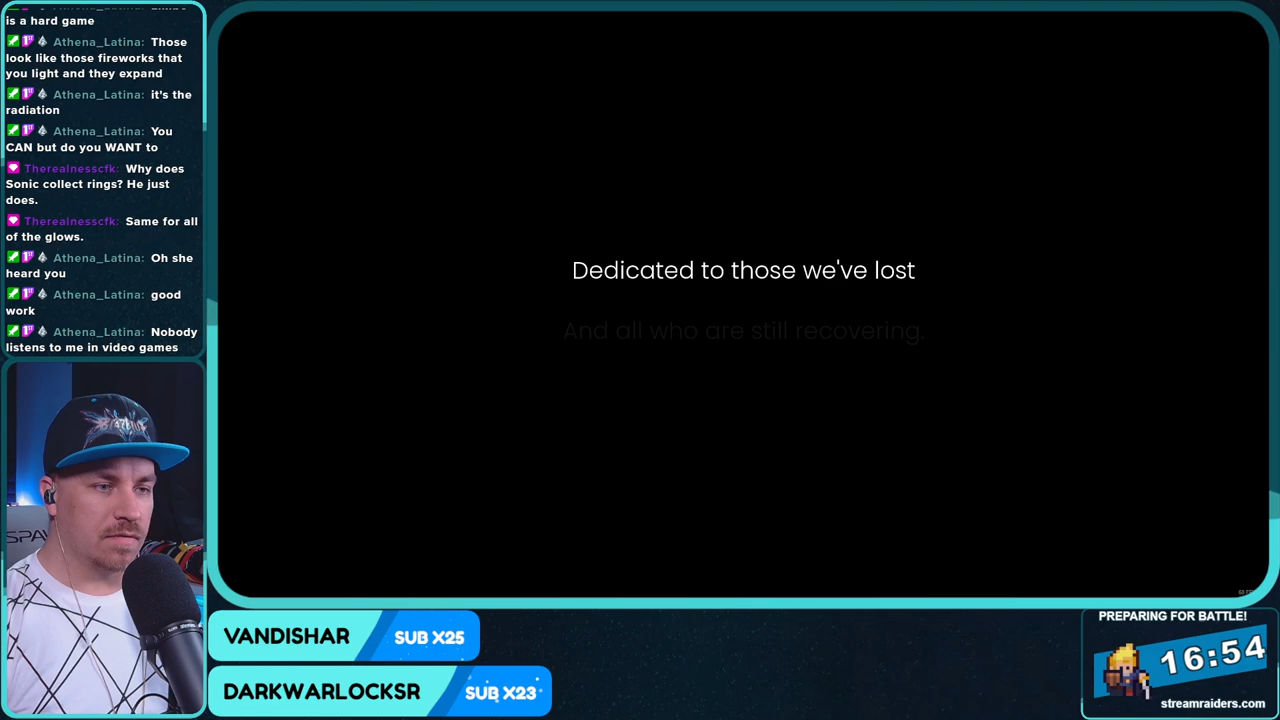 is a hard game
Athena_Latina: Those
look like those fireworks that
you light and they expand
Athena_Latina: it's the
radiation
Athena_Latina: You
CAN but do you WANT to
Therealnesscfk: Why does
Sonic collect rings? He just
does.
Therealnesscfk: Same for all
of the glows.
Athena_Latina: Oh she
heard you
Athena_Latina: good
work
Athena_Latina: Nobody
listens to me in video games
Dedicated to those we've lost
And all who are still recovering.
VANDISHAR SUB X25
DARKWARLOCKSR SUB X23
PREPARING FOR BATTLE!
16:54
streamraiders.com